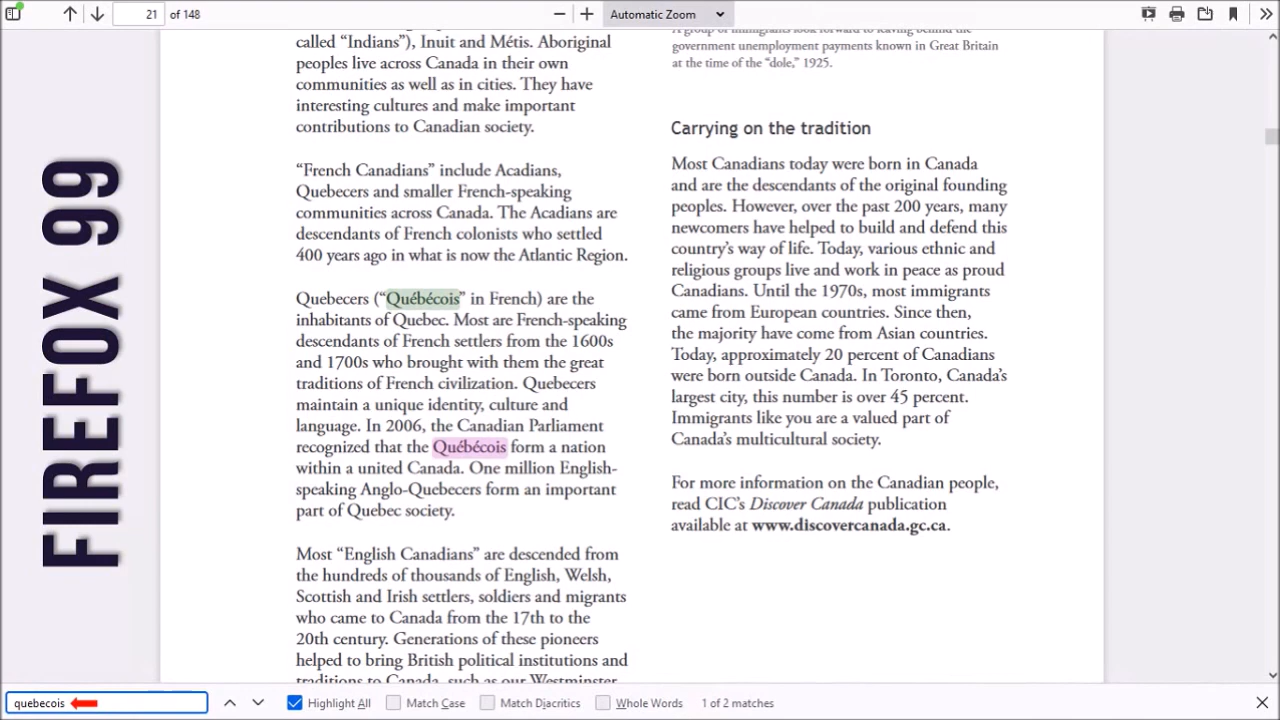 21 of 148
Automatic Zoom
FIREFOX 99
called “Indians”), Inuit and Métis. Aboriginal
peoples live across Canada in their own
communities as well as in cities. They have
interesting cultures and make important
contributions to Canadian society.
“French Canadians” include Acadians,
Quebecers and smaller French-speaking
communities across Canada. The Acadians are
descendants of French colonists who settled
400 years ago in what is now the Atlantic Region.
Quebecers (“Québécois” in French) are the
inhabitants of Quebec. Most are French-speaking
descendants of French settlers from the 1600s
and 1700s who brought with them the great
traditions of French civilization. Quebecers
maintain a unique identity, culture and
language. In 2006, the Canadian Parliament
recognized that the Québécois form a nation
within a united Canada. One million English-
speaking Anglo-Quebecers form an important
part of Quebec society.
Most “English Canadians” are descended from
the hundreds of thousands of English, Welsh,
Scottish and Irish settlers, soldiers and migrants
who came to Canada from the 17th to the
20th century. Generations of these pioneers
helped to bring British political institutions and
traditions to Canada, such as our Westminster
A group of immigrants look forward to leaving behind the
government unemployment payments known in Great Britain
at the time of the “dole,” 1925.
Carrying on the tradition
Most Canadians today were born in Canada
and are the descendants of the original founding
peoples. However, over the past 200 years, many
newcomers have helped to build and defend this
country’s way of life. Today, various ethnic and
religious groups live and work in peace as proud
Canadians. Until the 1970s, most immigrants
came from European countries. Since then,
the majority have come from Asian countries.
Today, approximately 20 percent of Canadians
were born outside Canada. In Toronto, Canada’s
largest city, this number is over 45 percent.
Immigrants like you are a valued part of
Canada’s multicultural society.
For more information on the Canadian people,
read CIC’s Discover Canada publication
available at www.discovercanada.gc.ca.
quebecois Highlight All Match Case Match Diacritics Whole Words 1 of 2 matches